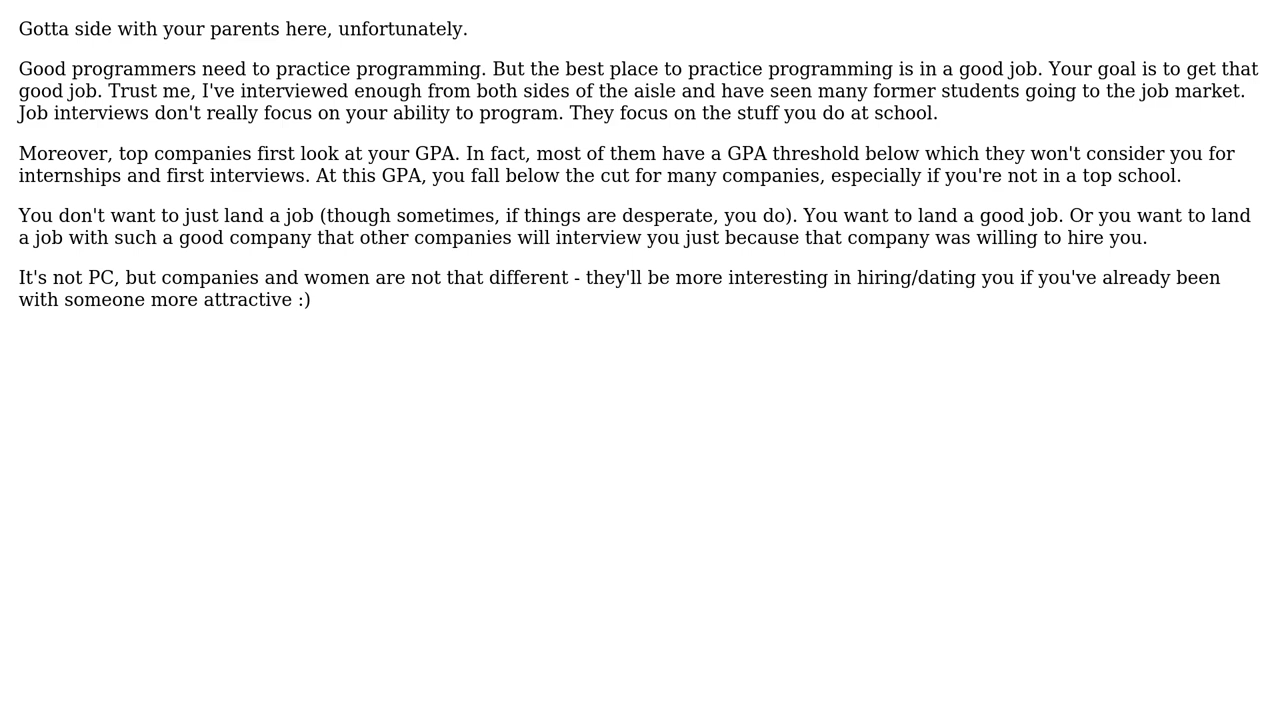 Gotta side with your parents here, unfortunately.
Good programmers need to practice programming. But the best place to practice programming is in a good job. Your goal is to get that
good job. Trust me, I've interviewed enough from both sides of the aisle and have seen many former students going to the job market.
Job interviews don't really focus on your ability to program. They focus on the stuff you do at school.
Moreover, top companies first look at your GPA. In fact, most of them have a GPA threshold below which they won't consider you for
internships and first interviews. At this GPA, you fall below the cut for many companies, especially if you're not in a top school.
You don't want to just land a job (though sometimes, if things are desperate, you do). You want to land a good job. Or you want to land
a job with such a good company that other companies will interview you just because that company was willing to hire you.
It's not PC, but companies and women are not that different - they'll be more interesting in hiring/dating you if you've already been
with someone more attractive :)